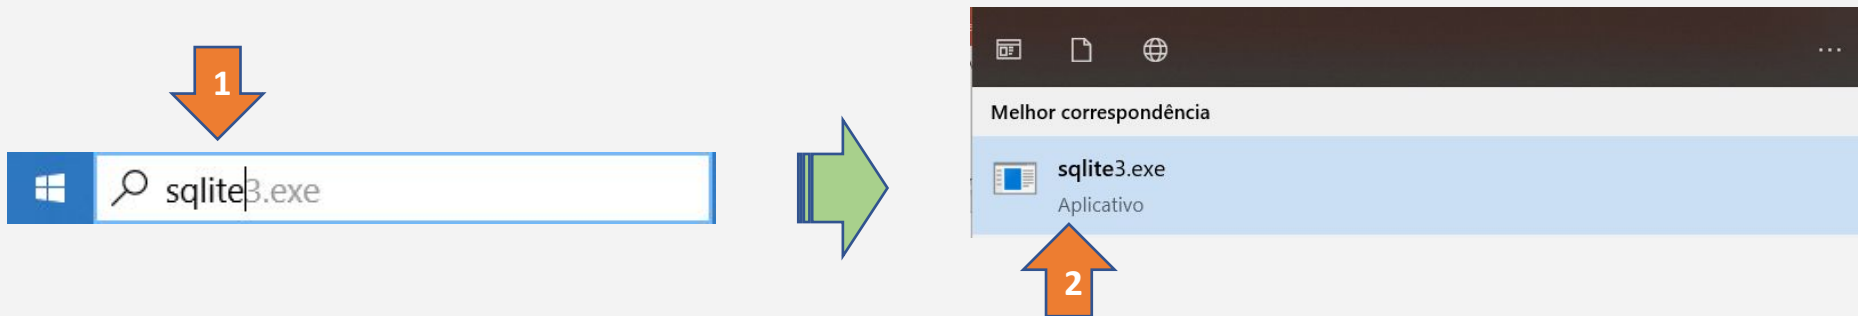 1
sqlite3.exe
Melhor correspondência
sqlite3.exe
Aplicativo
2